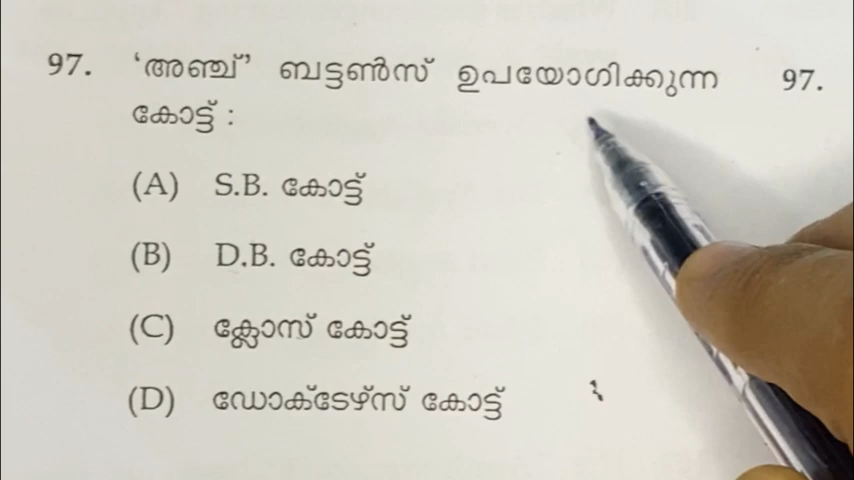 97. ‘അഞ്ച്” ബട്ടൺസ് ഉപയോഗിക്കുന്ന 97.
കോട്ട് :
(A) S.B. കോട്ട്
(B) D.B. കോട്ട്
(C) ക്ലോസ് കോട്ട്
(D) ഡോക്ടേഴ്സ് കോട്ട്